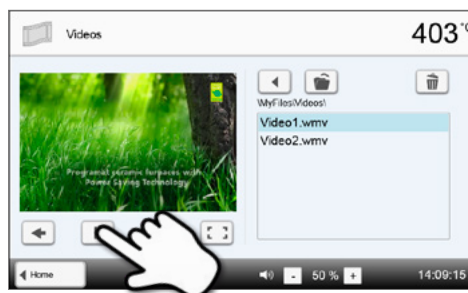 Videos
403 °C
\MyFiles\Videos\
Video1.wmv
Video2.wmv
Programat ceramic furnaces with
Power Saving Technology
Home
- 50 % +
14:09:15